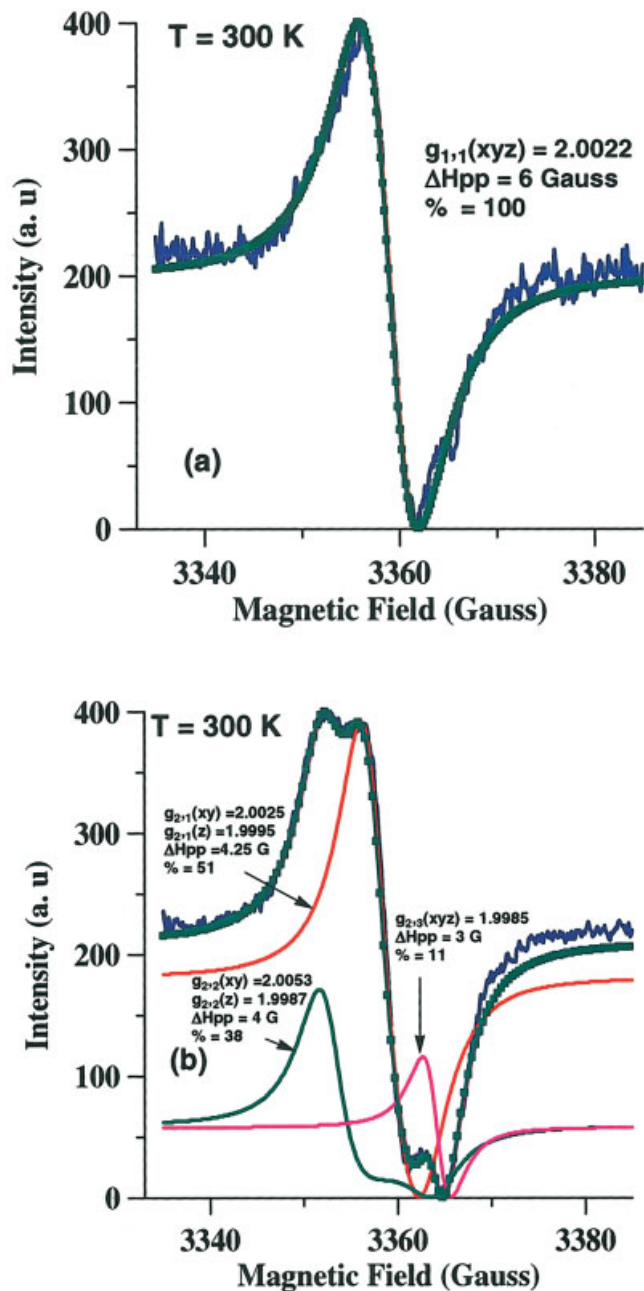 400
T = 300 K
300
g1,1(xyz) = 2.0022
ΔHpp = 6 Gauss
% = 100
200
100
(a)
0
Intensity (a. u)
3340
3360
3380
Magnetic Field (Gauss)
400
T = 300 K
g2,1(xy) =2.0025
g2,1(z) =1.9995
ΔHpp =4.25 G
% = 51
300
g2,3(xyz) = 1.9985
ΔHpp = 3 G
% = 11
200
g2,2(xy) =2.0053
g2,2(z) = 1.9987
ΔHpp = 4 G
% = 38
100
(b)
0
Intensity (a. u)
3340
3360
3380
Magnetic Field (Gauss)